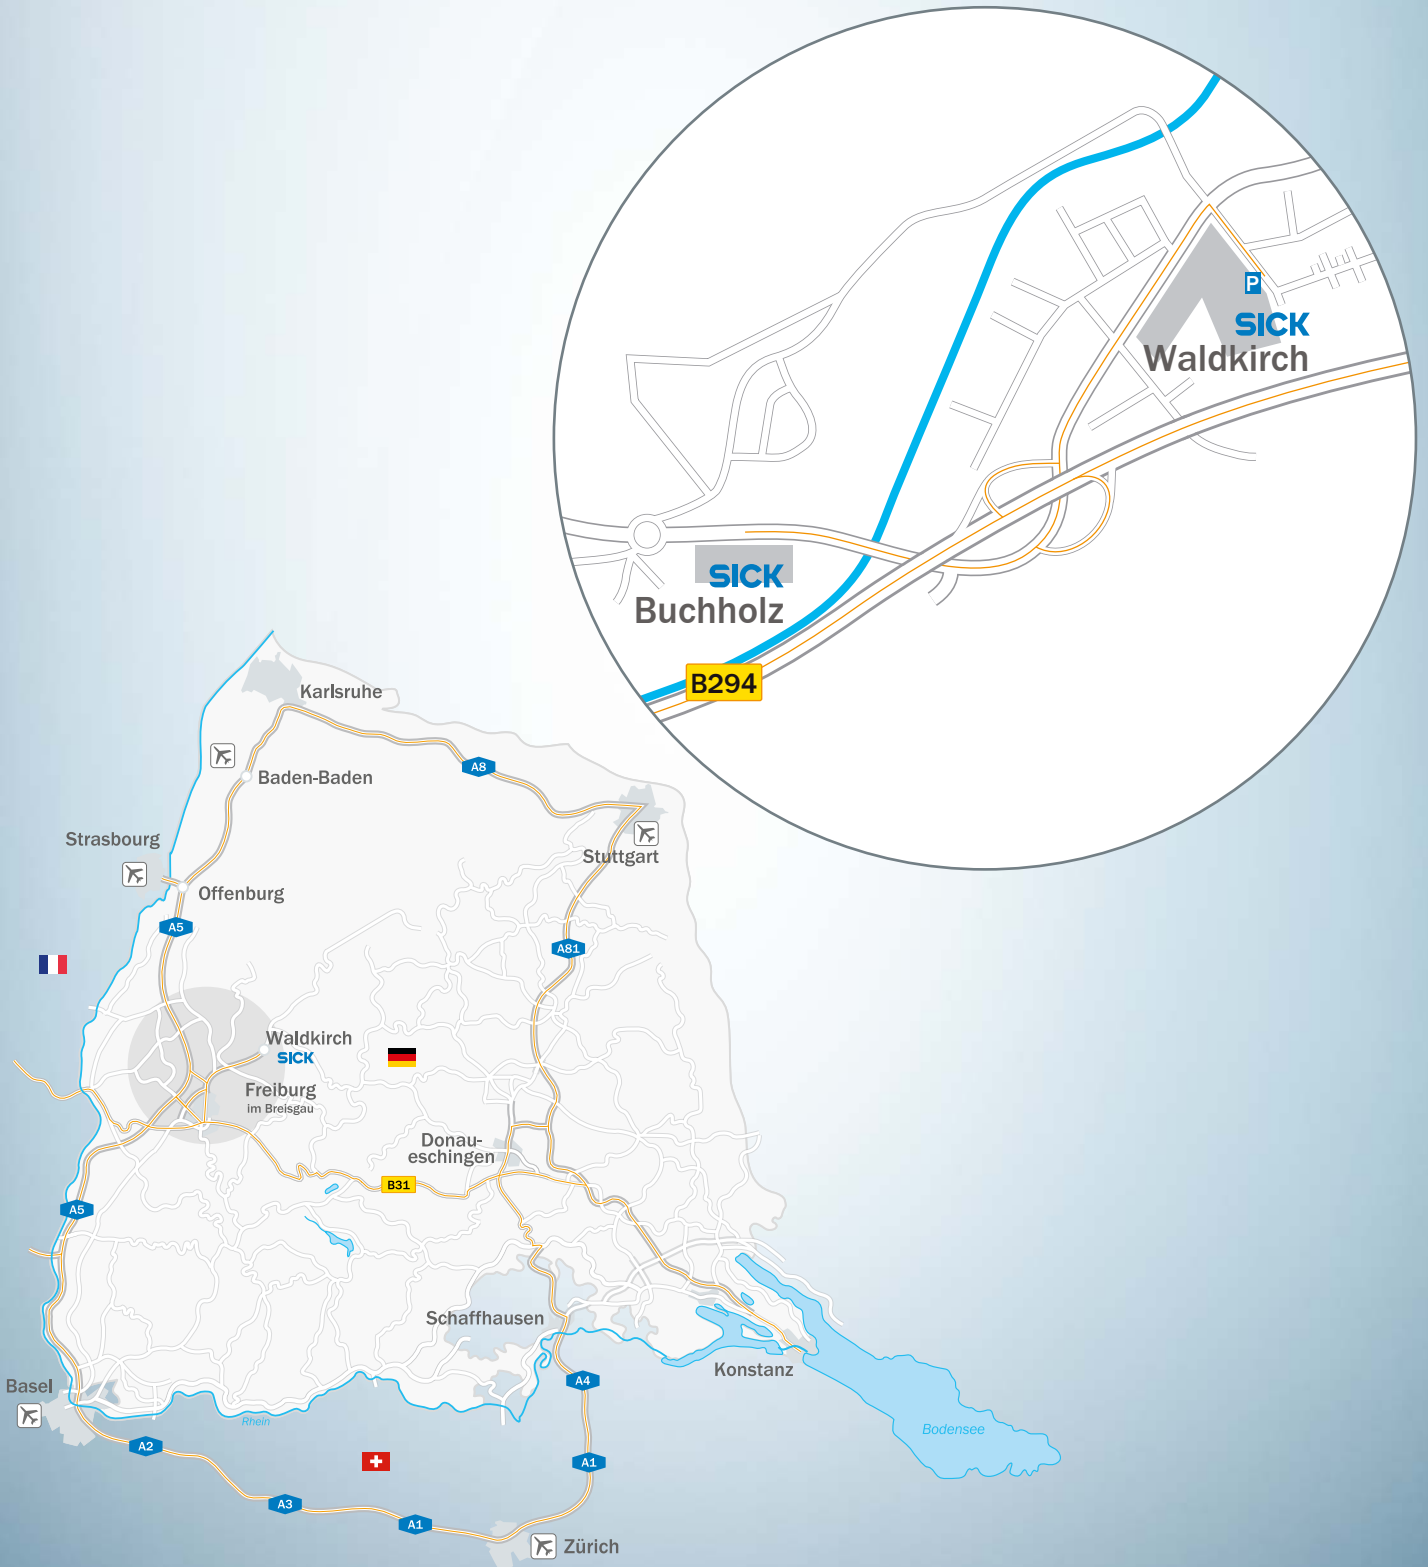 P
SICK
Waldkirch
SICK
Buchholz
B294
Karlsruhe
A8
Baden-Baden
Strasbourg
Stuttgart
Offenburg
A5
A81
Waldkirch
SICK
Freiburg
im Breisgau
Donau-
eschingen
B31
A5
Schaffhausen
Konstanz
A4
Basel
Rhein
Bodensee
A2
A1
A3
A1
Zürich